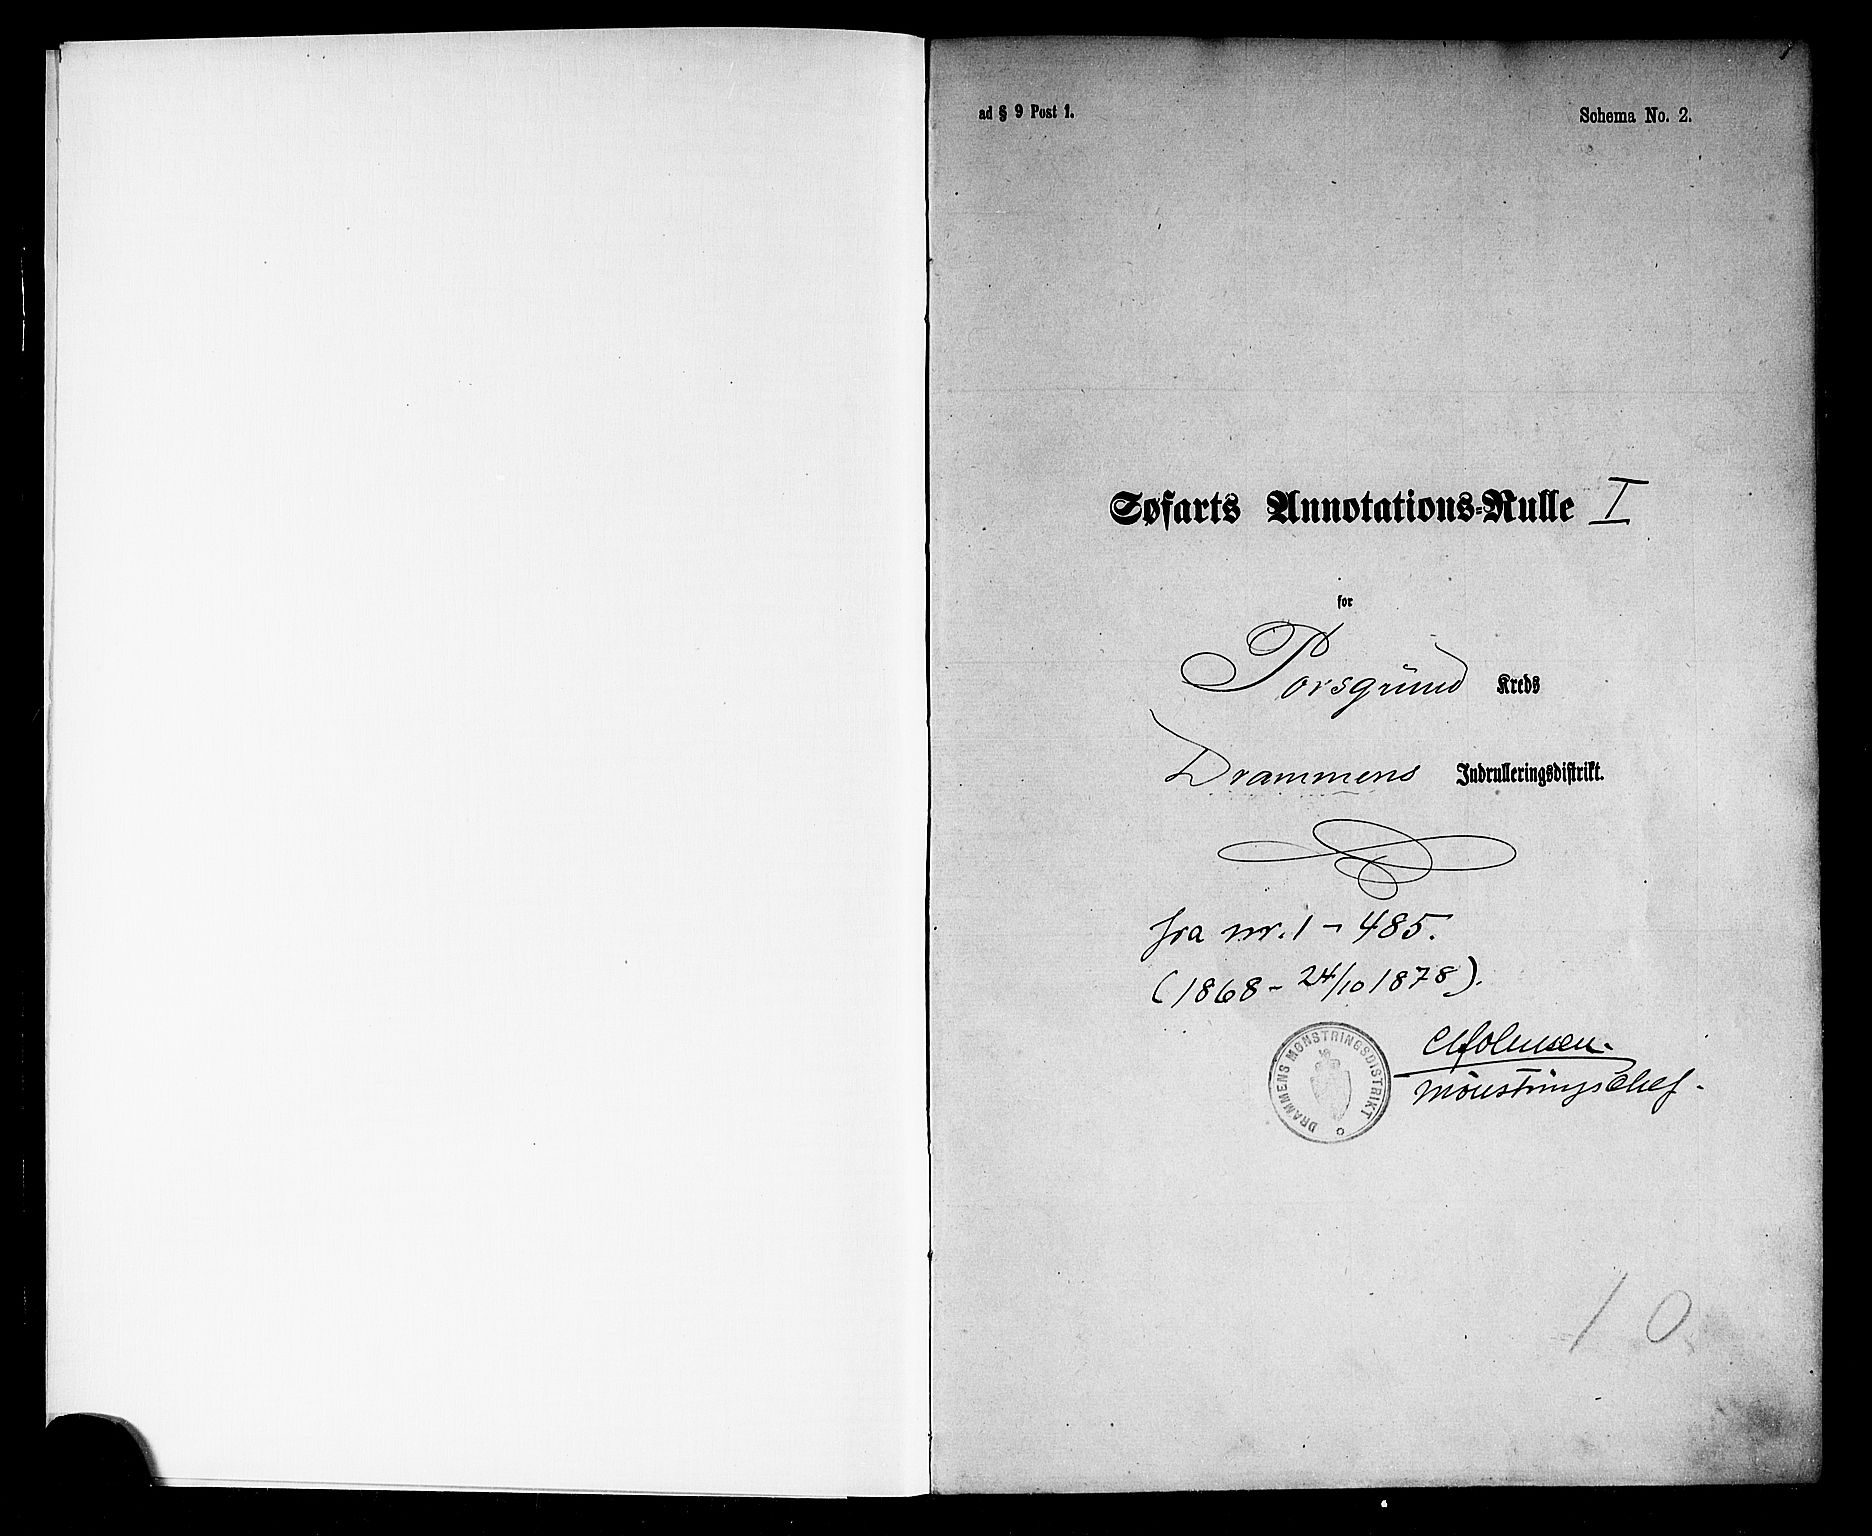 ad § 9 Post 1.
Schema No. 2.
Søfarts Annotations-Rulle I
for
Porsgrund Kreds
Drammens Indrulleringsdistrikt.
fra nr. 1 - 485.
(1868 - 24/10 1878).
DRAMMENS MØNSTRINGSDISTRIKT
Mønstringschef.
10